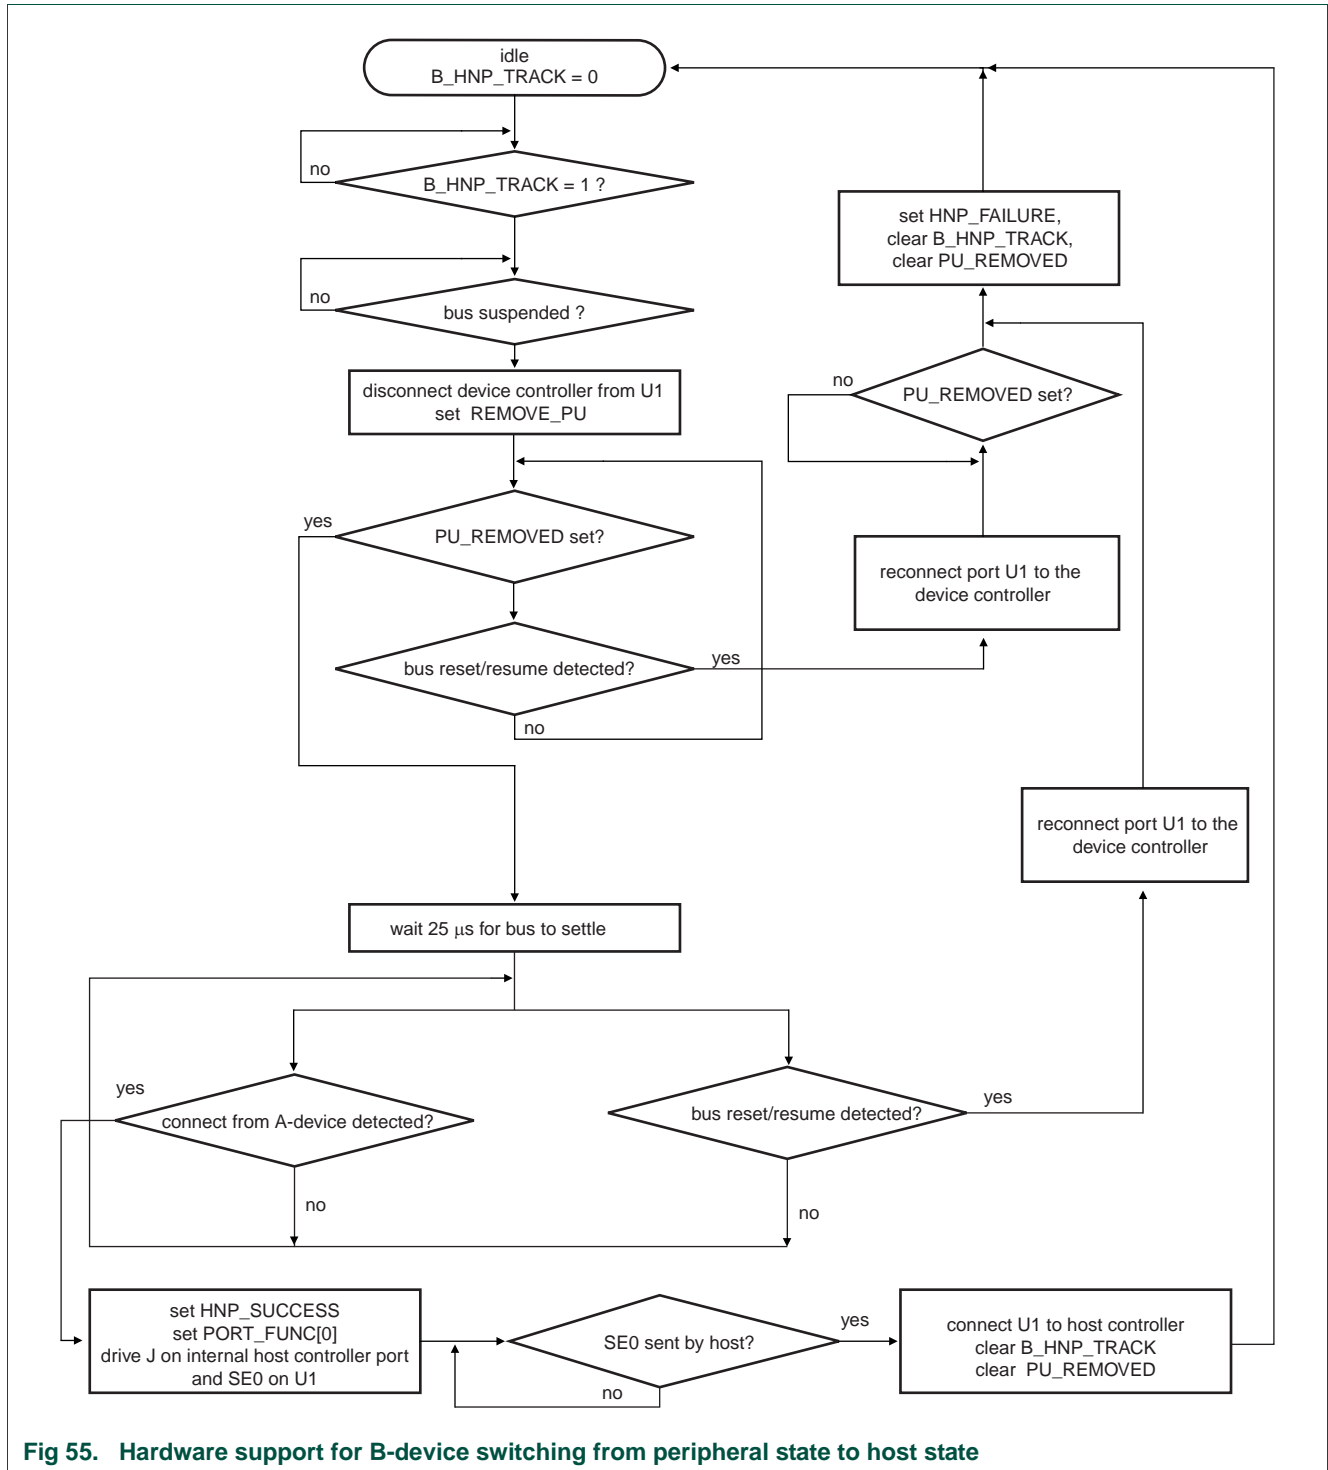 idle
B_HNP_TRACK = 0
no
B_HNP_TRACK = 1 ?
no
bus suspended ?
disconnect device controller from U1
set REMOVE_PU
yes
PU_REMOVED set?
bus reset/resume detected?
yes
no
set HNP_FAILURE,
clear B_HNP_TRACK,
clear PU_REMOVED
no
PU_REMOVED set?
reconnect port U1 to the
device controller
reconnect port U1 to the
device controller
wait 25 μs for bus to settle
yes
connect from A-device detected?
no
bus reset/resume detected?
yes
no
set HNP_SUCCESS
set PORT_FUNC[0]
drive J on internal host controller port
and SE0 on U1
SE0 sent by host?
no
yes
connect U1 to host controller
clear B_HNP_TRACK
clear PU_REMOVED
Fig 55. Hardware support for B-device switching from peripheral state to host state